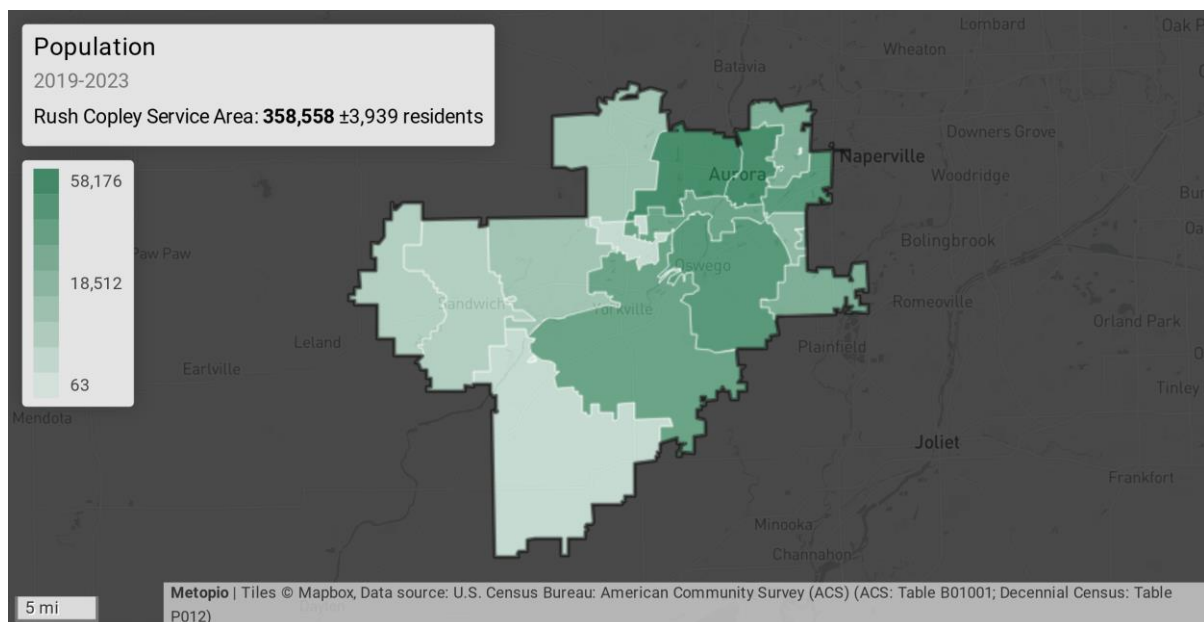 Population
2019-2023
Rush Copley Service Area: 358,558 ±3,939 residents
58,176
18,512
63
Lombard
Oak P
Wheaton
Batavia
Downers Grove
Naperville
Woodridge
Aurora
Bu
Oa
Bolingbrook
Paw Paw
Oswego
Sandwich
Yorkville
Romeoville
Orland Park
Leland
Plainfield
O
Earlville
Tinley
Mendota
Joliet
Frankfort
Minooka
Channahon
5 mi
Dayton
Metopio | Tiles © Mapbox, Data source: U.S. Census Bureau: American Community Survey (ACS) (ACS: Table B01001; Decennial Census: Table
P012)